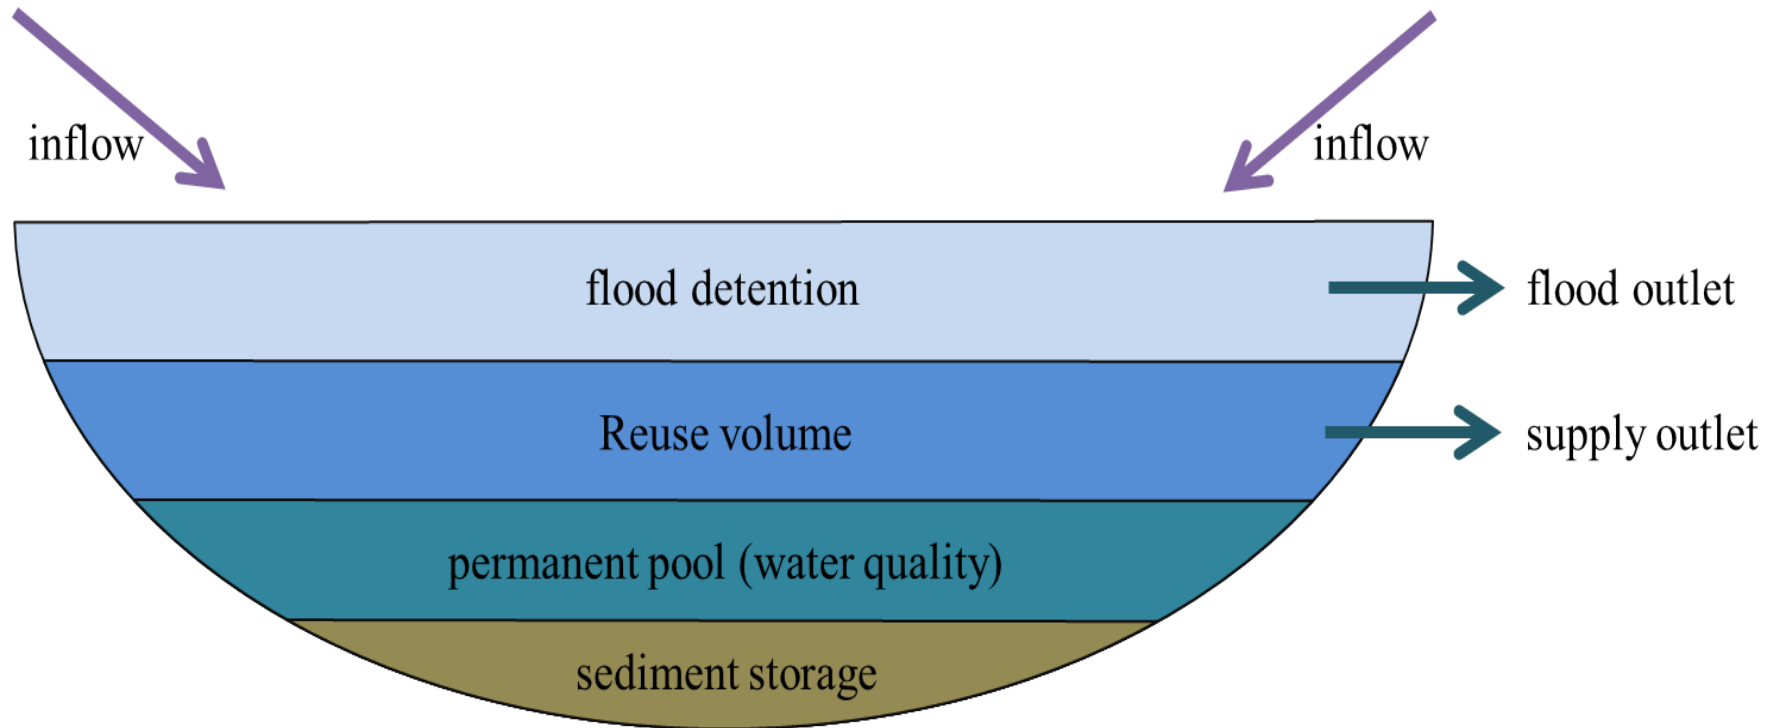 inflow
inflow
flood detention
flood outlet
Reuse volume
supply outlet
permanent pool (water quality)
sediment storage